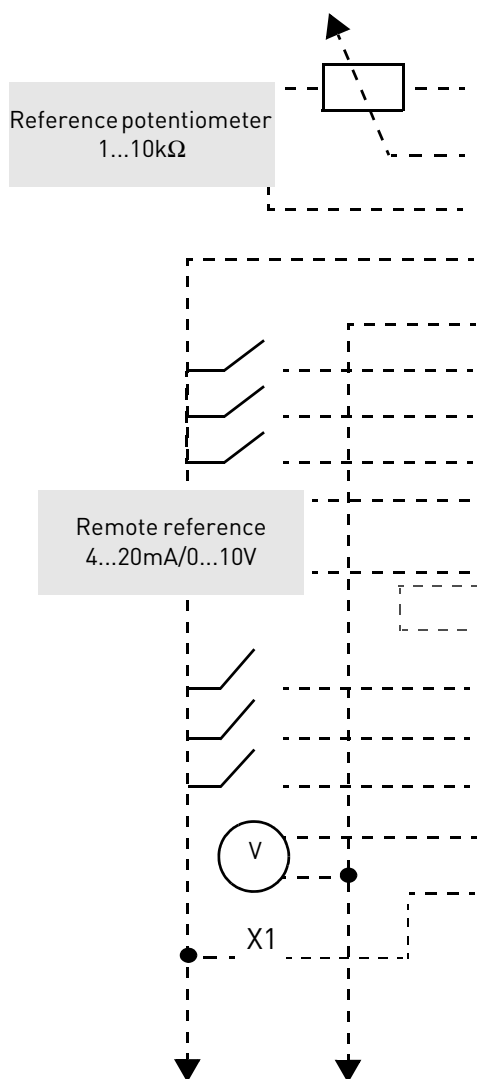 Reference potentiometer
1...10kΩ
Remote reference
4...20mA/0...10V
V
X1